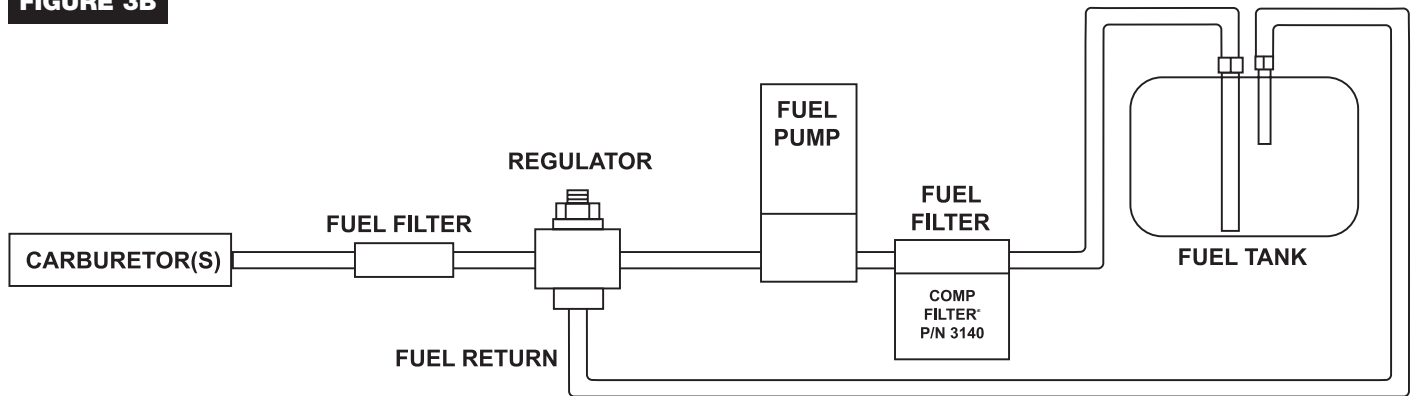 FIGURE 3B
FUEL
PUMP
REGULATOR
FUEL
FILTER
FUEL FILTER
CARBURETOR(S)
FUEL TANK
COMP
FILTER
P/N 3140
FUEL RETURN